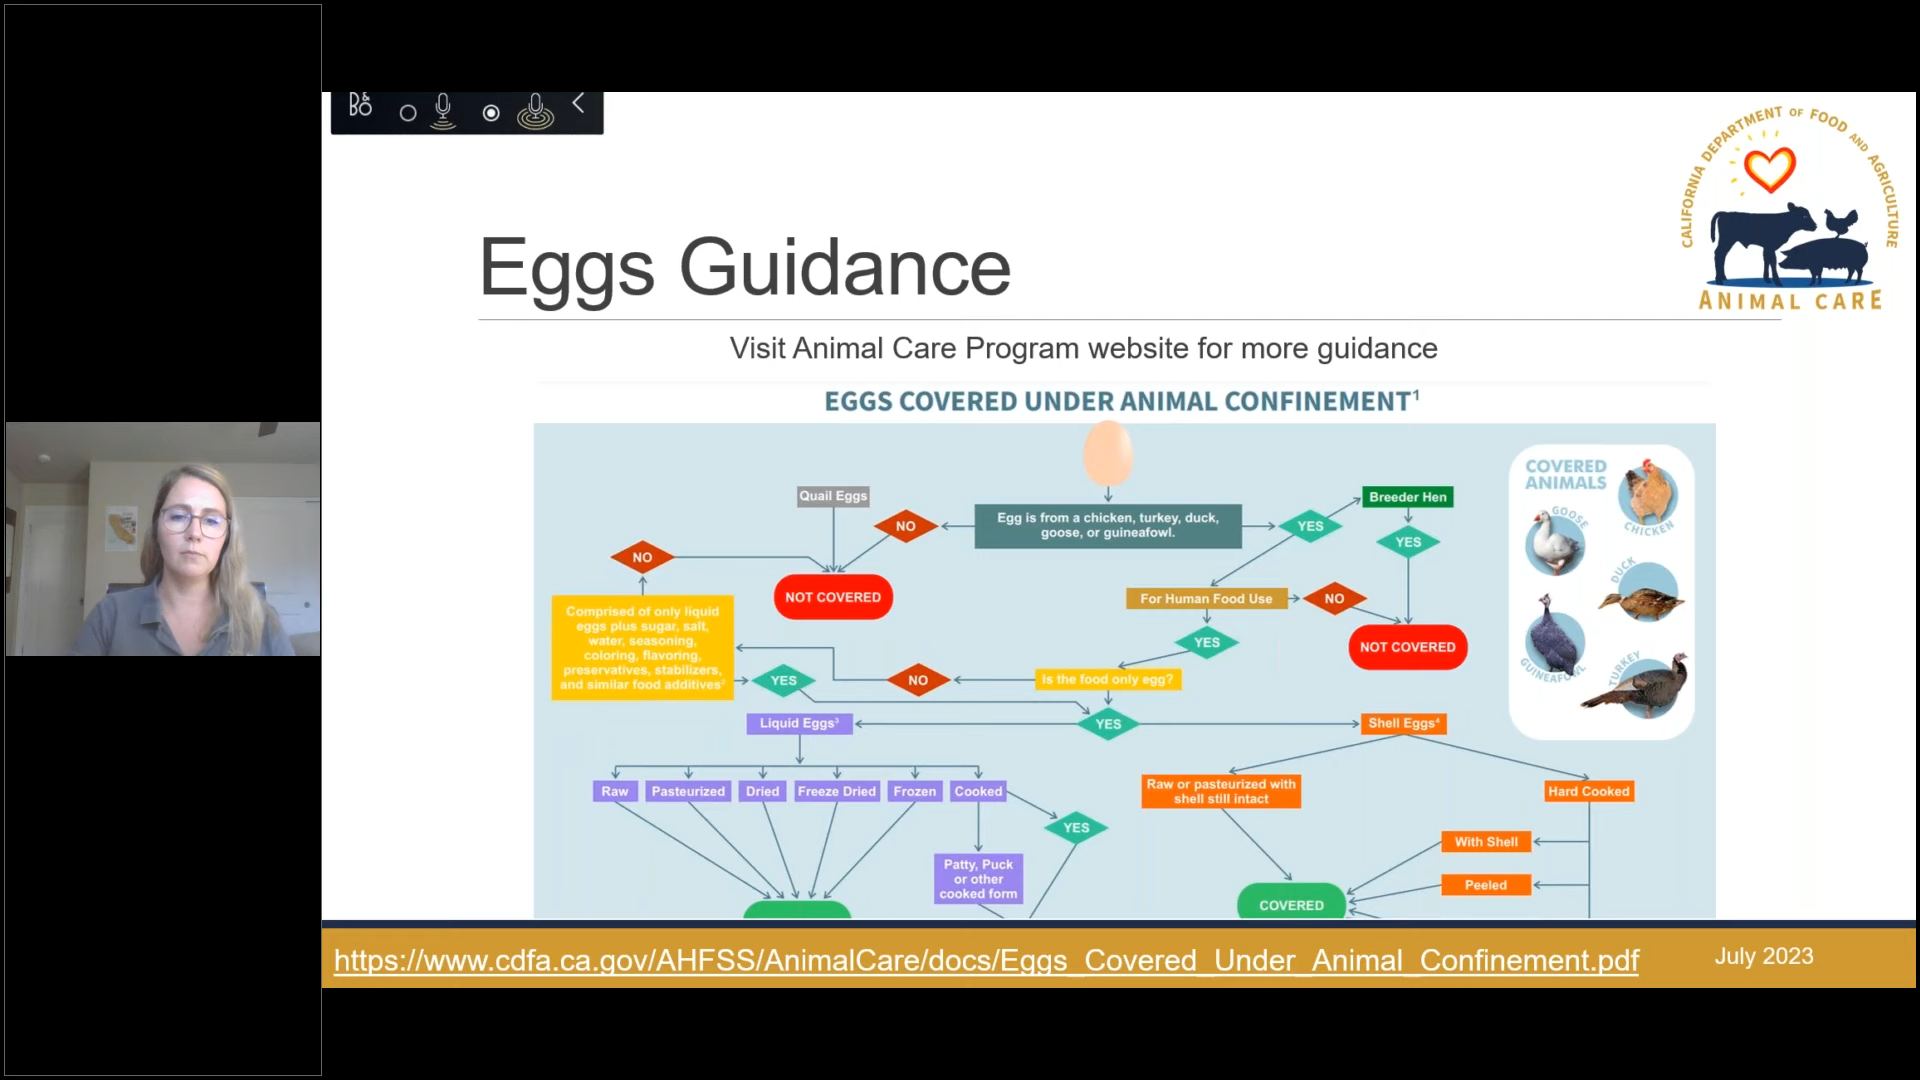 B&
BO
CALIFORNIA DEPARTMENT OF FOOD AND AGRICULTURE
ANIMAL CARE
Eggs Guidance
Visit Animal Care Program website for more guidance
EGGS COVERED UNDER ANIMAL CONFINEMENT¹
COVERED
ANIMALS
CHICKEN
GOOSE
DUCK
GUINEAFOWL
TURKEY
Quail Eggs
NO
Egg is from a chicken, turkey, duck,
goose, or guineafowl.
YES
Breeder Hen
YES
NO
NOT COVERED
For Human Food Use
NO
NOT COVERED
Comprised of only liquid
eggs plus sugar, salt,
water, seasoning,
coloring, flavoring,
preservatives, stabilizers,
and similar food additives²
YES
NO
Is the food only egg?
YES
Liquid Eggs³
YES
Shell Eggs⁴
Raw
Pasteurized
Dried
Freeze Dried
Frozen
Cooked
YES
Patty, Puck
or other
cooked form
Raw or pasteurized with
shell still intact
Hard Cooked
With Shell
Peeled
COVERED
https://www.cdfa.ca.gov/AHFSS/AnimalCare/docs/Eggs_Covered_Under_Animal_Confinement.pdf
July 2023